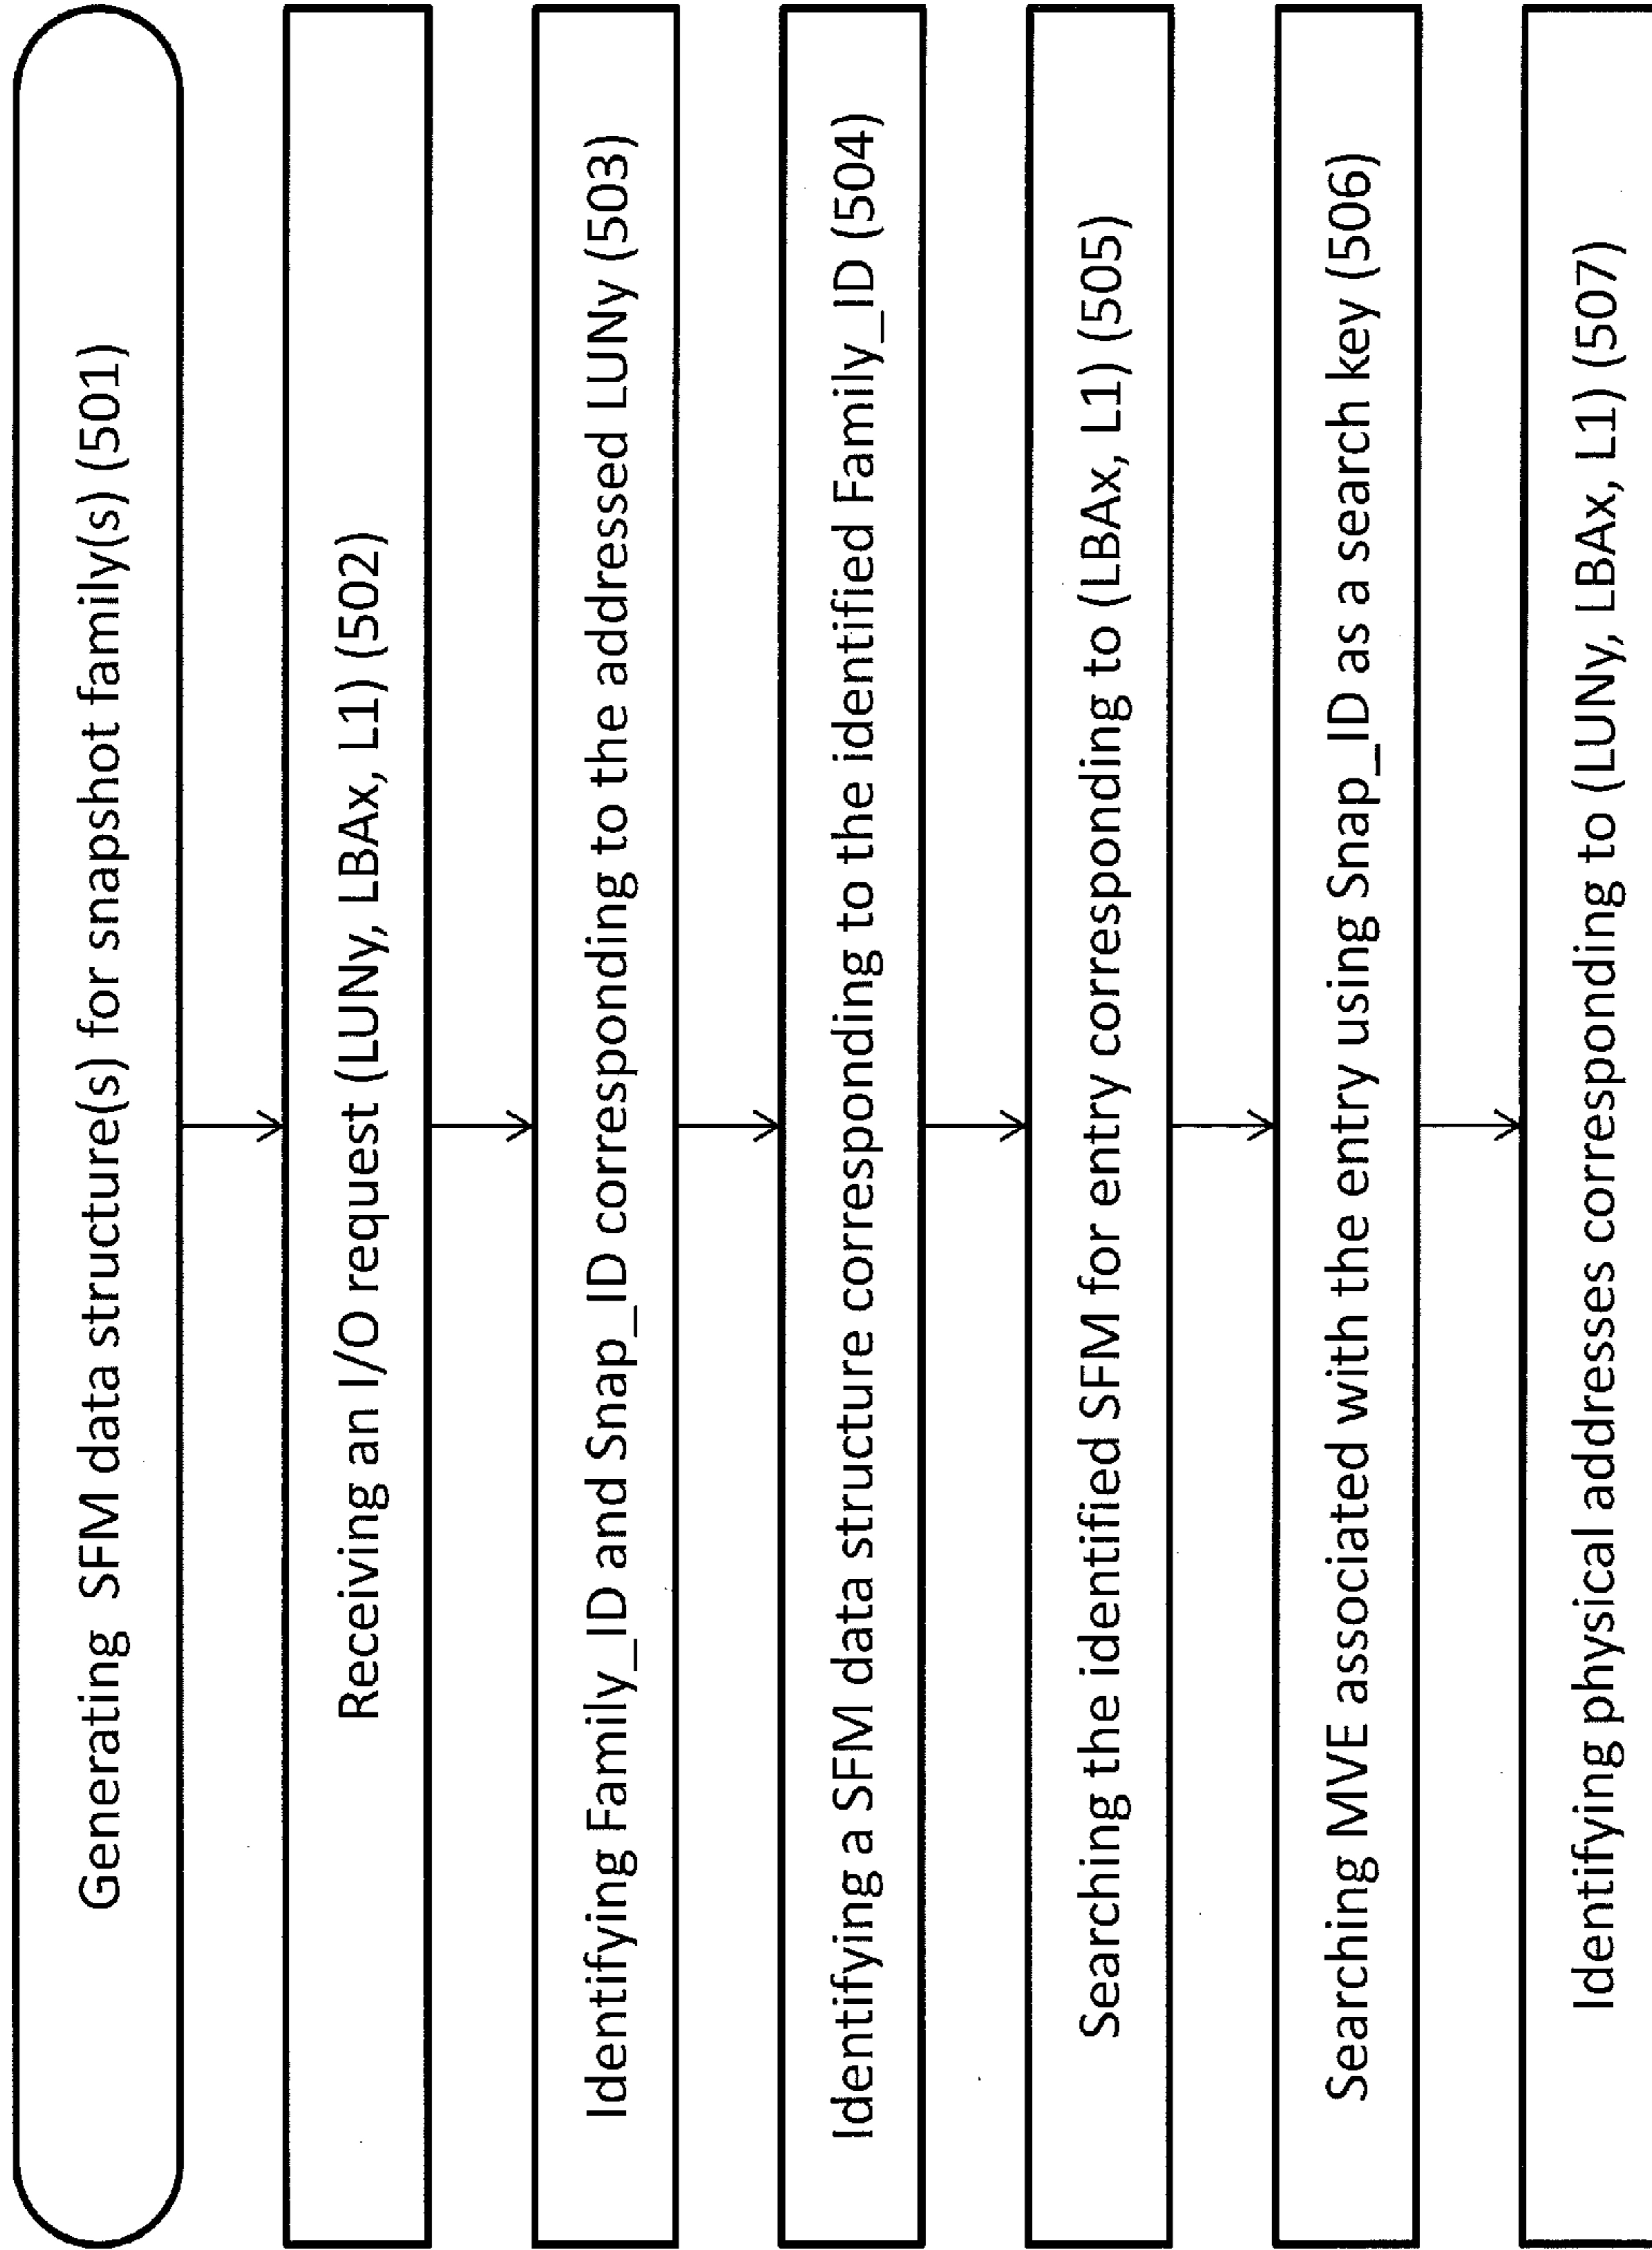 Generating SFM data structure(s) for snapshot family(s) (501)
Receiving an I/O request (LUNy, LBAx, L1) (502)
Identifying Family_ID and Snap_ID corresponding to the addressed LUNy (503)
Identifying a SFM data structure corresponding to the identified Family_ID (504)
Searching the identified SFM for entry corresponding to (LBAx, L1) (505)
Searching MVE associated with the entry using Snap_ID as a search key (506)
Identifying physical addresses corresponding to (LUNy, LBAx, L1) (507)